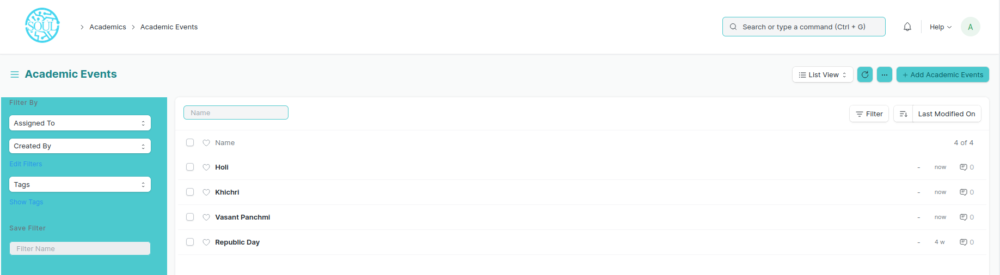 SOUL
Academics
Academic Events
Search or type a command (Ctrl + G)
Help
A
Academic Events
List View
...
+ Add Academic Events
Filter By
Assigned To
Created By
Edit Filters
Tags
Show Tags
Save Filter
Filter Name
Name
Filter
Last Modified On
Name
4 of 4
Holi - now 0
Khichri - now 0
Vasant Panchmi - now 0
Republic Day - 4 w 0